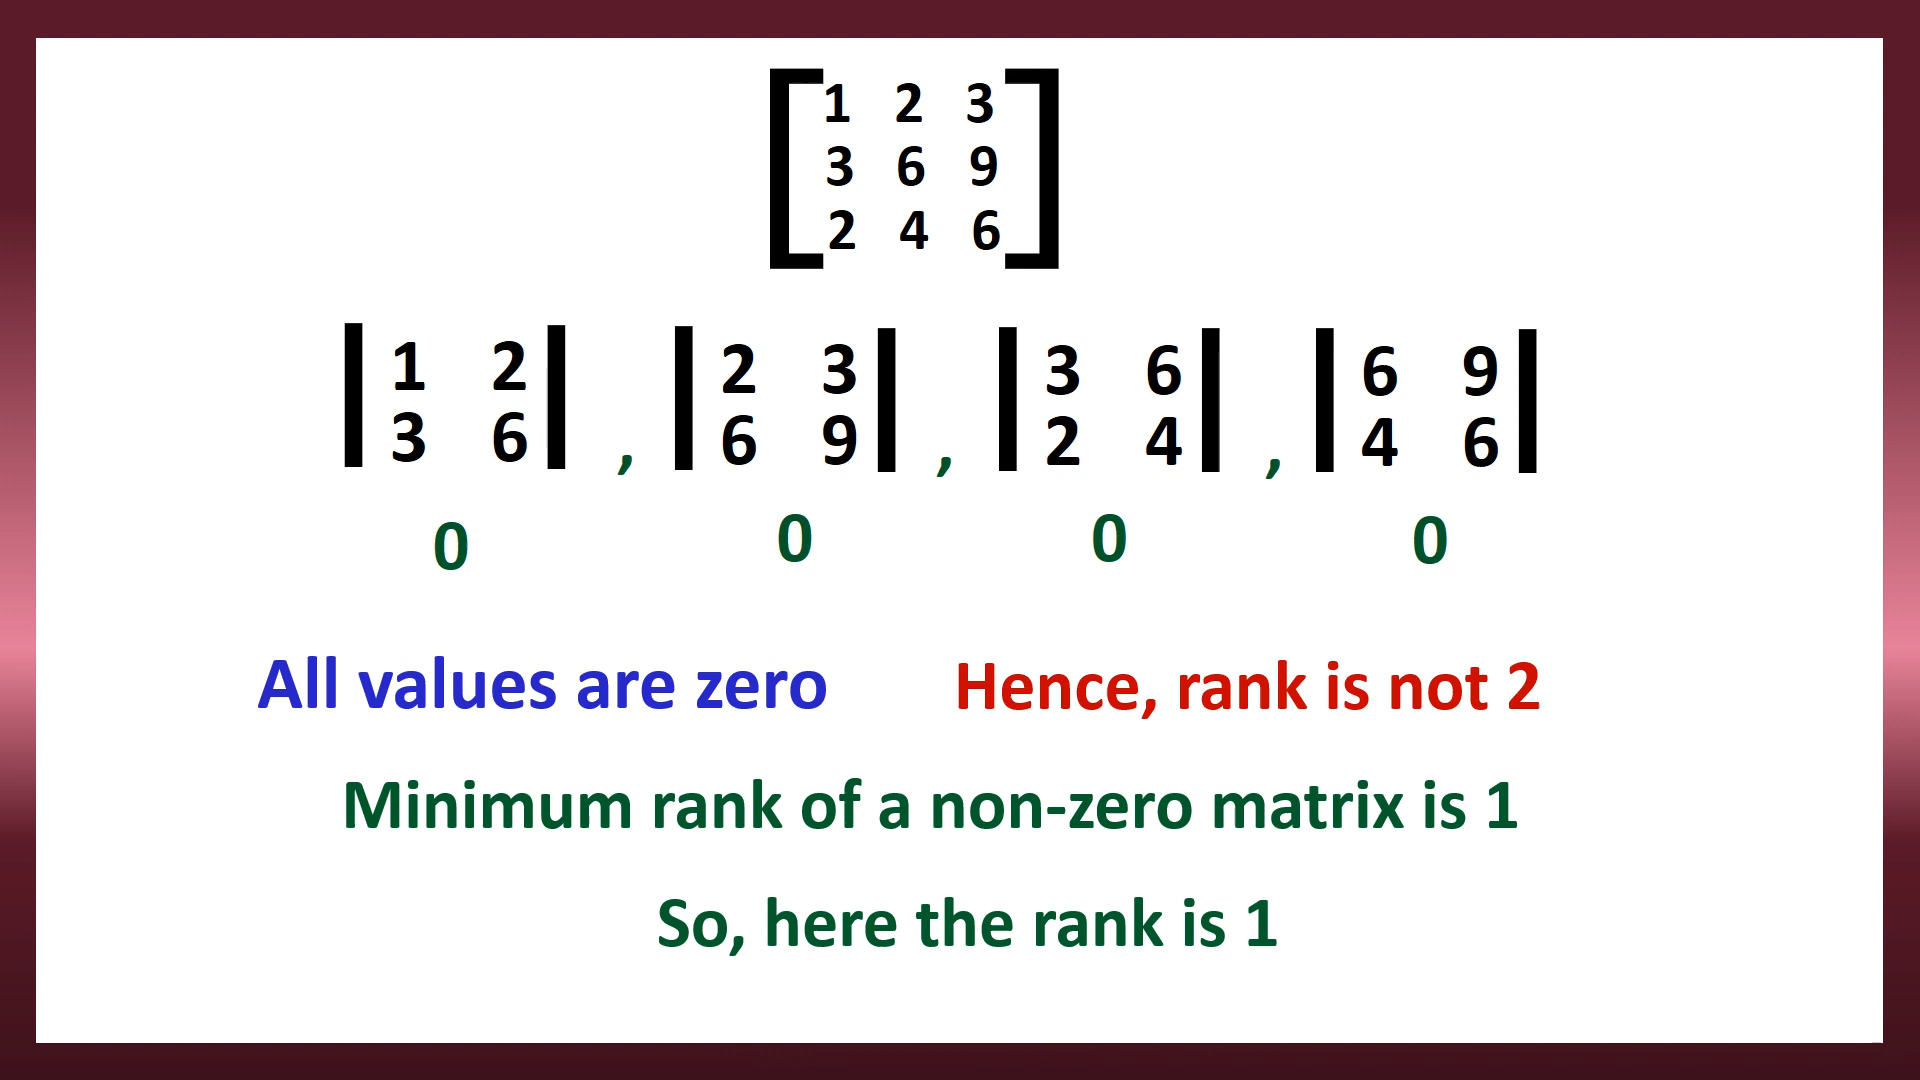 1 2 3
3 6 9
2 4 6
|1 2| , |2 3| , |3 6| , |6 9|
|3 6| |6 9| |2 4| |4 6|
0 0 0 0
All values are zero Hence, rank is not 2
Minimum rank of a non-zero matrix is 1
So, here the rank is 1